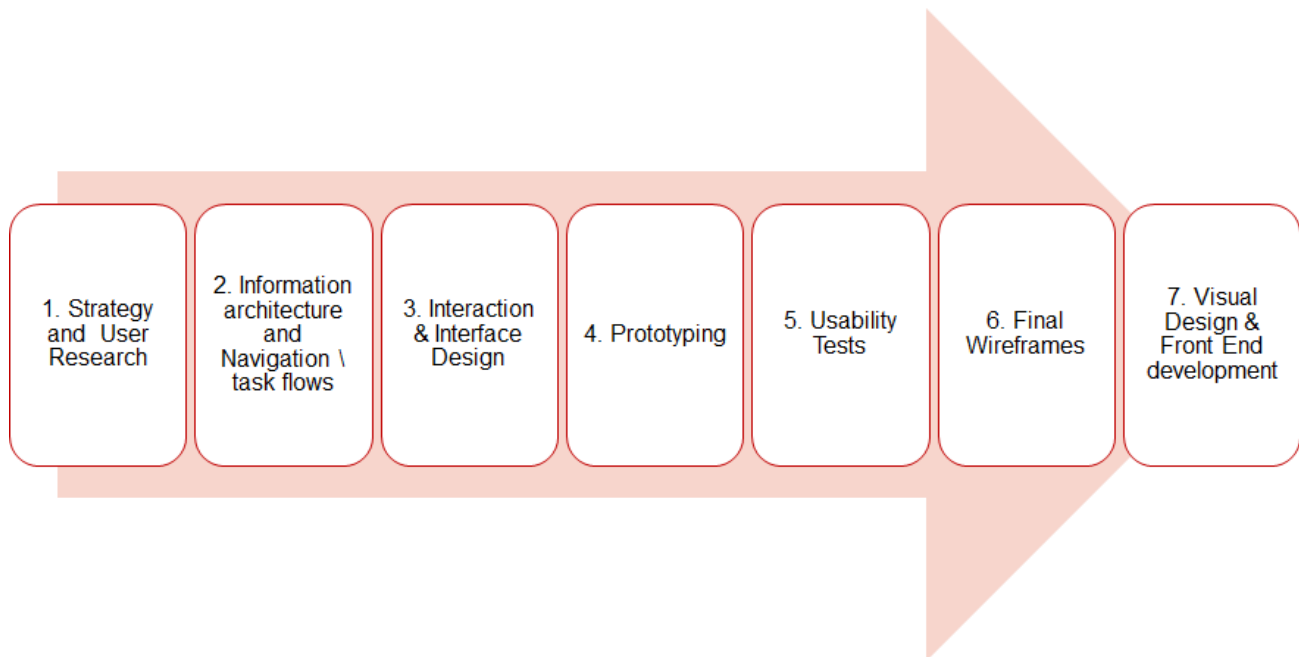 1. Strategy
and User
Research
2. Information
architecture
and
Navigation \
task flows
3. Interaction
& Interface
Design
4. Prototyping
5. Usability
Tests
6. Final
Wireframes
7. Visual
Design &
Front End
development